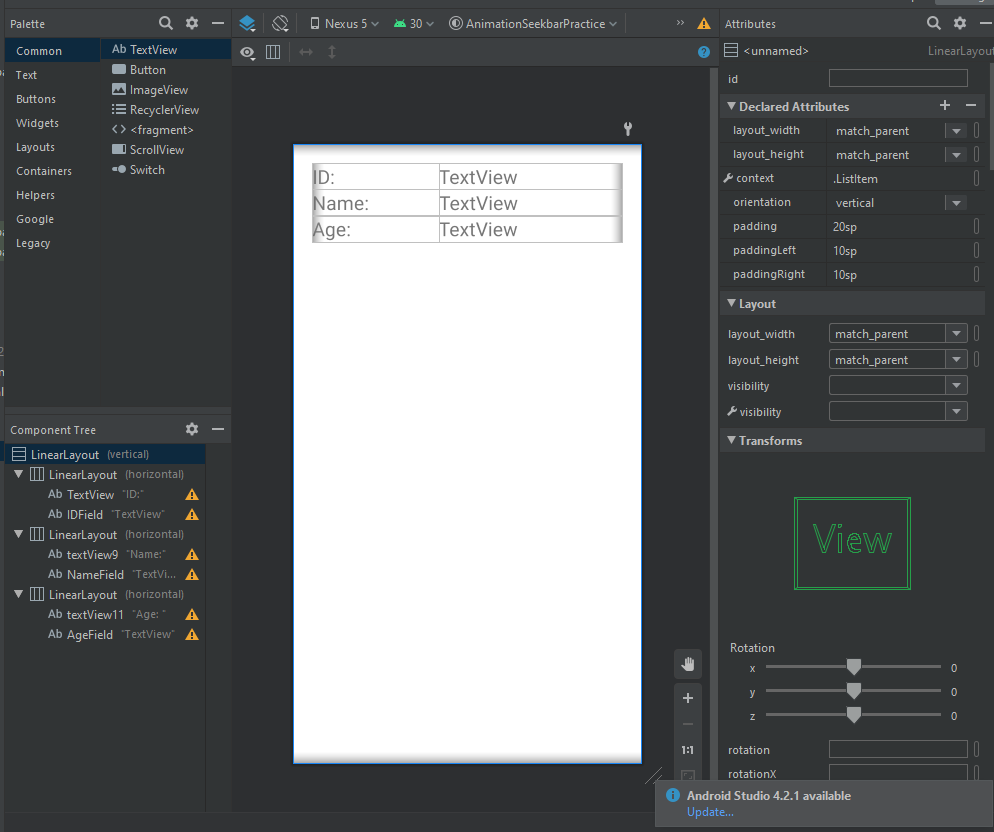 Palette
Common
Text
Buttons
Widgets
Layouts
Containers
Helpers
Google
Legacy
Ab TextView
Button
ImageView
RecyclerView
<> <fragment>
ScrollView
Switch
Nexus 5
30
AnimationSeekbarPractice
»
?
ID: TextView
Name: TextView
Age: TextView
1:1
Component Tree
LinearLayout (vertical)
LinearLayout (horizontal)
Ab TextView "ID:"
Ab IDField "TextView"
LinearLayout (horizontal)
Ab textView9 "Name:"
Ab NameField "TextVi...
LinearLayout (horizontal)
Ab textView11 "Age: "
Ab AgeField "TextView"
Attributes
<unnamed> LinearLayout
id
Declared Attributes
layout_width match_parent
layout_height match_parent
context .ListItem
orientation vertical
padding 20sp
paddingLeft 10sp
paddingRight 10sp
Layout
layout_width match_parent
layout_height match_parent
visibility
visibility
Transforms
View
Rotation
x 0
y 0
z 0
rotation
rotationX
Android Studio 4.2.1 available
Update...